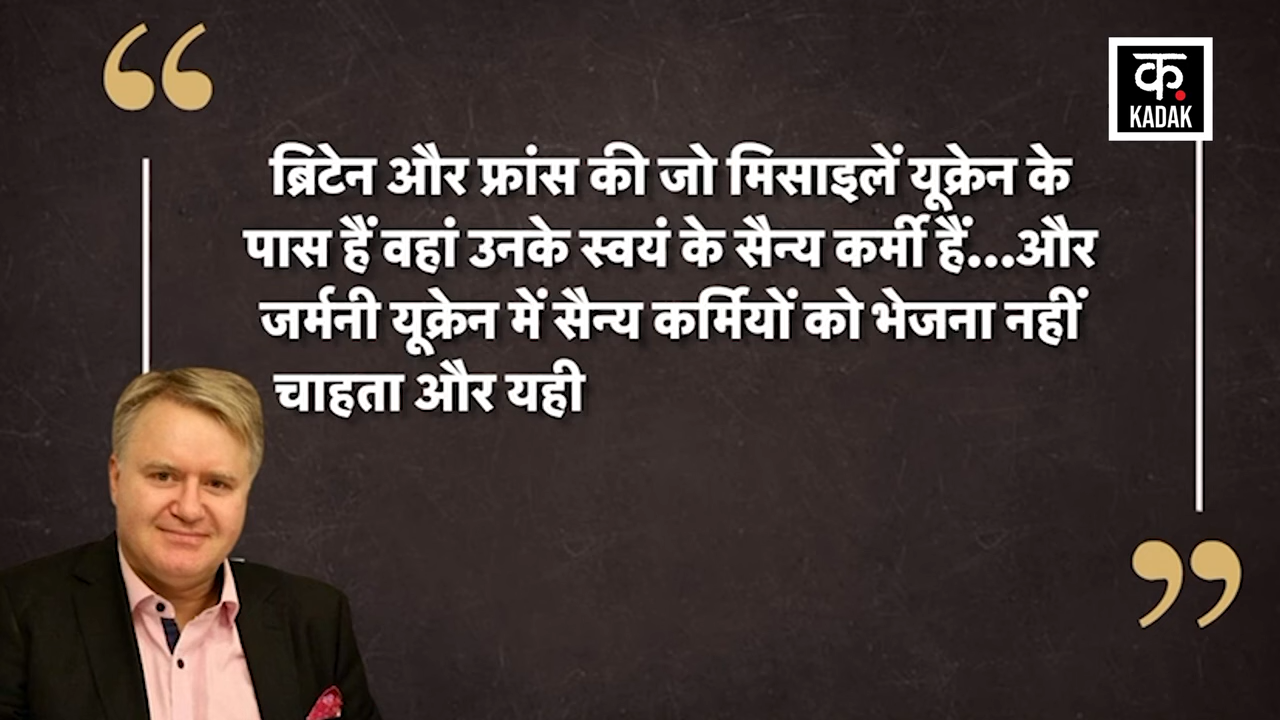 क
KADAK
ब्रिटेन और फ्रांस की जो मिसाइलें यूक्रेन के
पास हैं वहां उनके स्वयं के सैन्य कर्मी हैं...और
जर्मनी यूक्रेन में सैन्य कर्मियों को भेजना नहीं
चाहता और यही